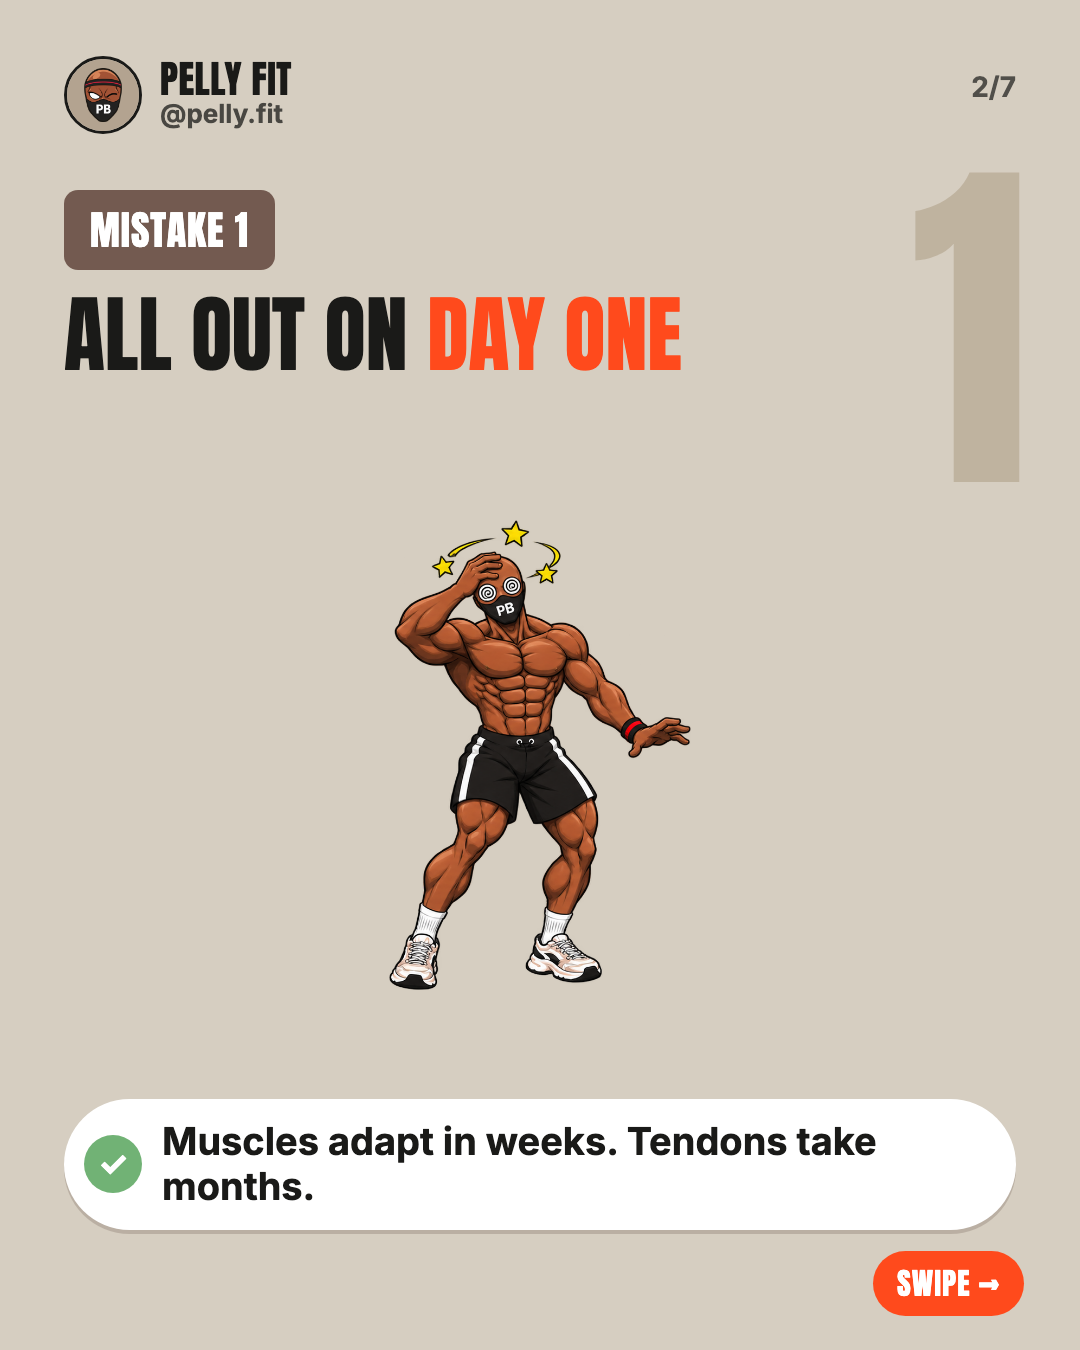 PELLY FIT
@pelly.fit
2/7
MISTAKE 1
1
ALL OUT ON DAY ONE
PB
PB
Muscles adapt in weeks. Tendons take
months.
SWIPE →